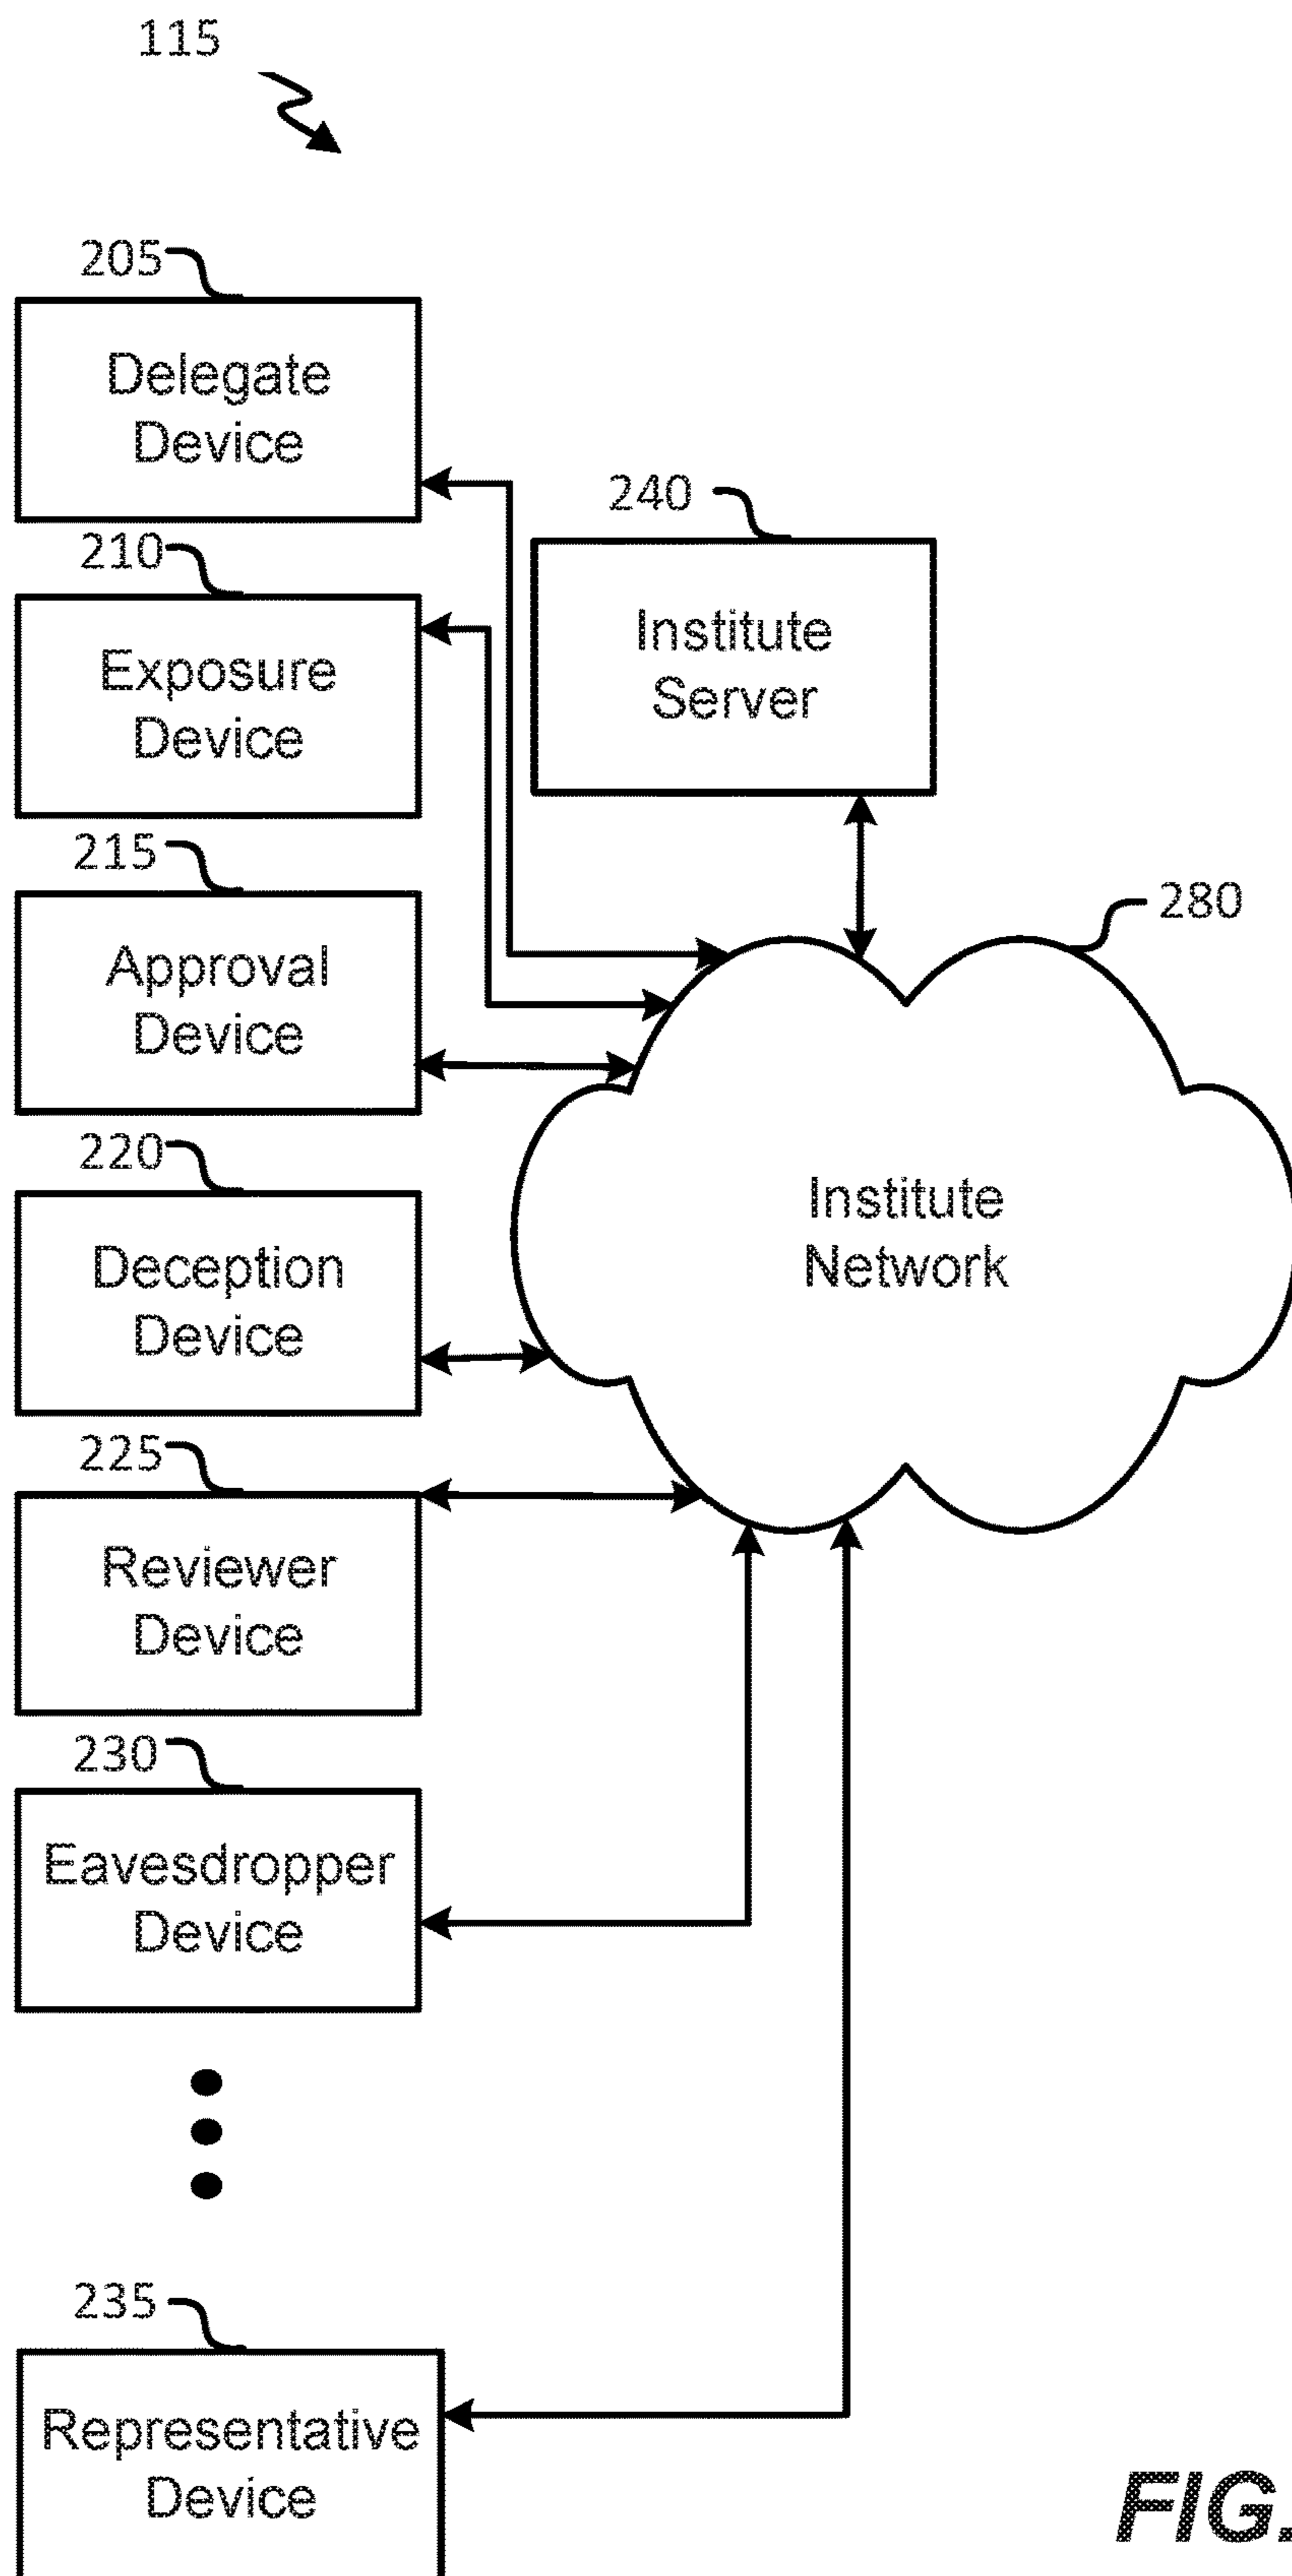 115
205
Delegate
Device
240
Institute
Server
210
Exposure
Device
215
Approval
Device
280
Institute
Network
220
Deception
Device
225
Reviewer
Device
230
Eavesdropper
Device
235
Representative
Device
FIG.